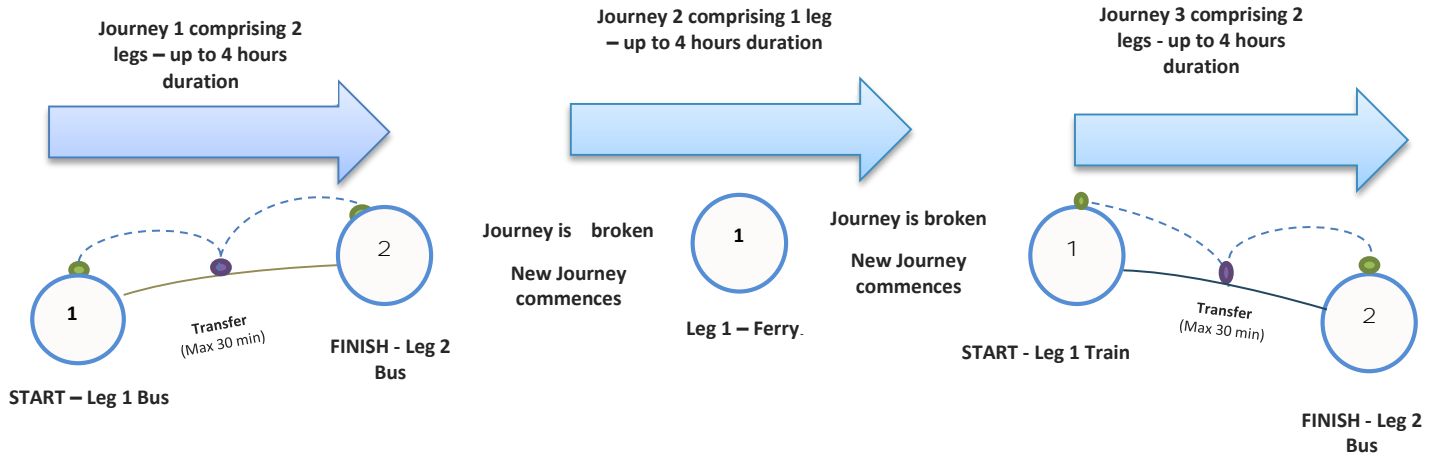 Journey 1 comprising 2
legs – up to 4 hours
duration
1
Transfer
(Max 30 min)
2
START – Leg 1 Bus
FINISH - Leg 2
Bus
Journey 2 comprising 1 leg
– up to 4 hours duration
Journey is broken
New Journey
commences
1
Leg 1 – Ferry.
Journey is broken
New Journey
commences
Journey 3 comprising 2
legs - up to 4 hours
duration
1
Transfer
(Max 30 min)
2
START - Leg 1 Train
FINISH - Leg 2
Bus